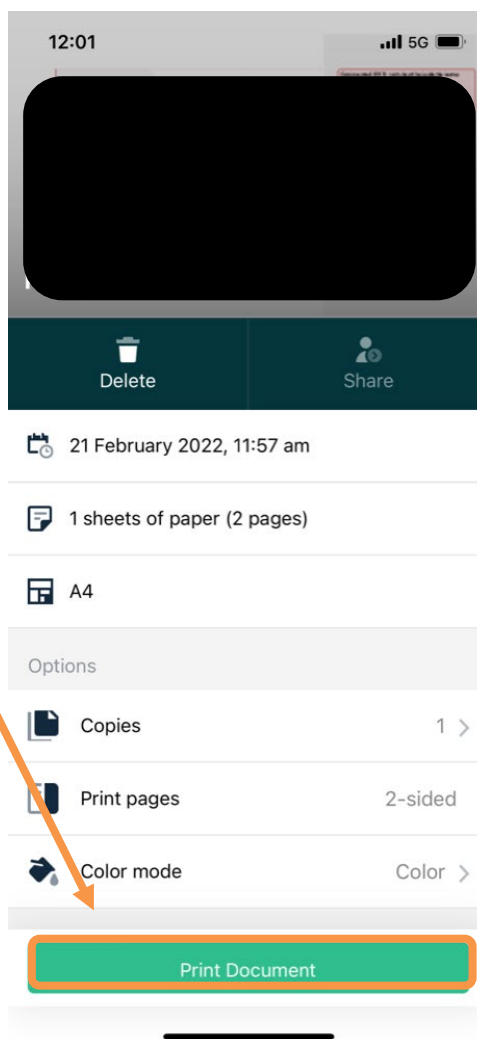 12:01 5G
Delete Share
21 February 2022, 11:57 am
1 sheets of paper (2 pages)
A4
Options
Copies 1
Print pages 2-sided
Color mode Color
Print Document